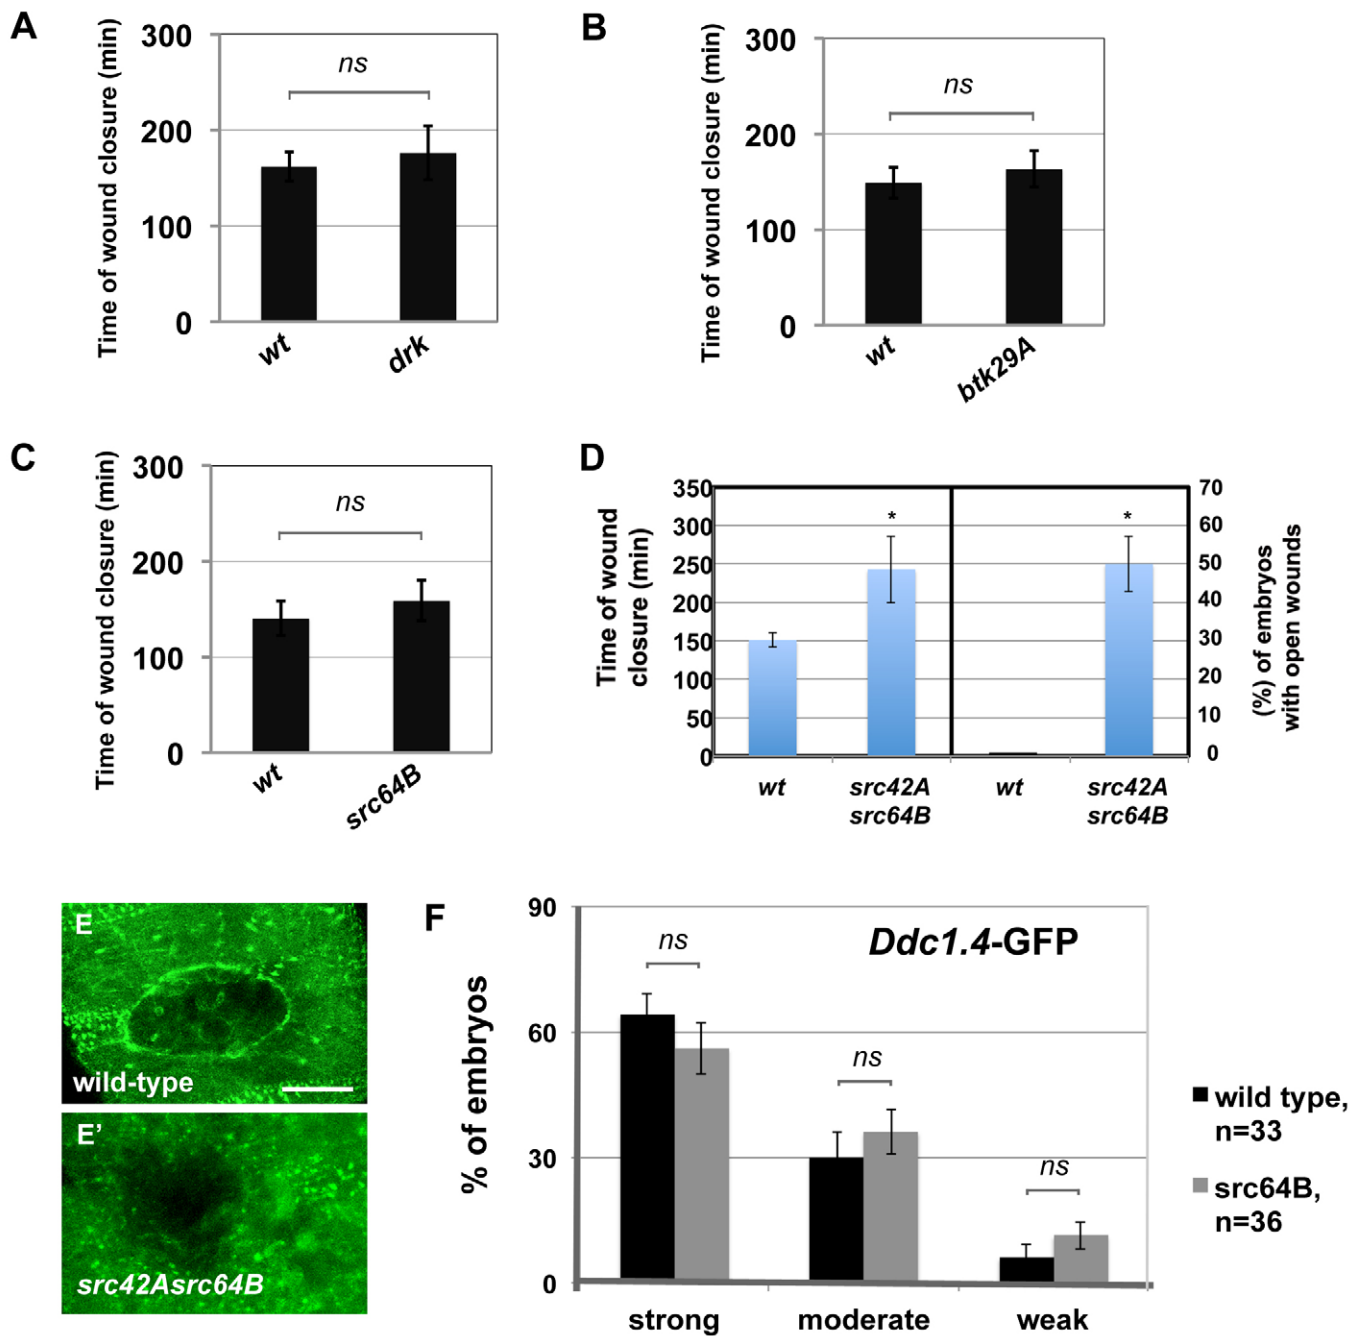 A
Time of wound closure (min)
300
200
100
0
ns
wt
drk
B
Time of wound closure (min)
300
200
100
0
ns
wt
btk29A
C
Time of wound closure (min)
300
200
100
0
ns
wt
src64B
D
Time of wound
closure (min)
350
300
250
200
150
100
50
0
*
*
70
60
50
40
30
20
10
0
(%) of embryos
with open wounds
wt
src42A
src64B
wt
src42A
src64B
E
wild-type
E’
src42Asrc64B
F
% of embryos
90
60
30
0
Ddc1.4-GFP
ns
ns
ns
strong
moderate
weak
wild type,
n=33
src64B,
n=36